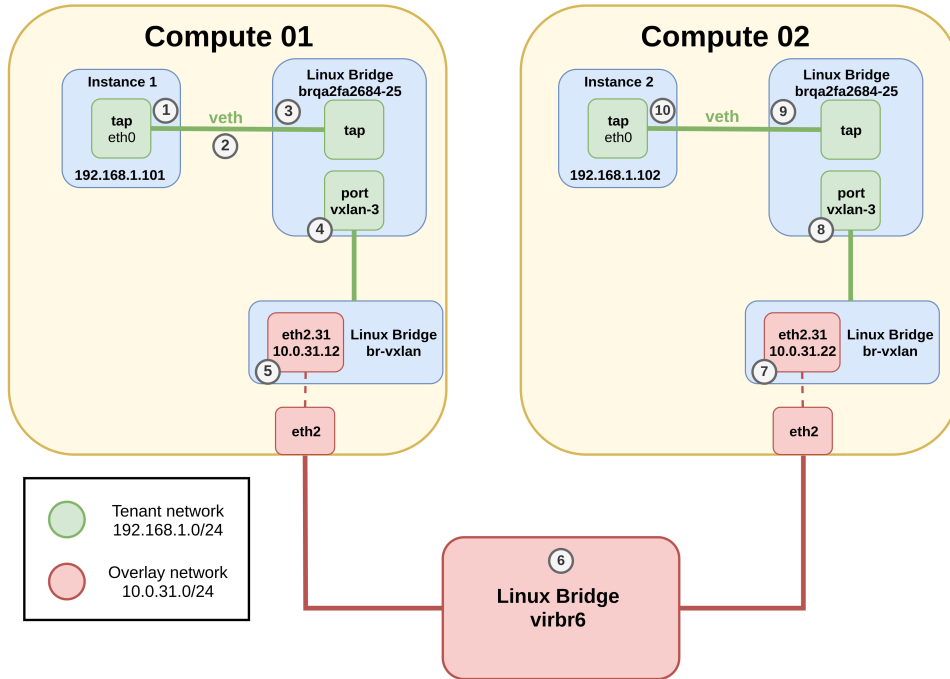 Compute 01
Instance 1
1
tap
eth0
192.168.1.101
veth
2
3
Linux Bridge
brqa2fa2684-25
tap
port
vxlan-3
4
eth2.31
10.0.31.12
Linux Bridge
br-vxlan
5
eth2
Compute 02
Instance 2
10
tap
eth0
192.168.1.102
veth
9
Linux Bridge
brqa2fa2684-25
tap
port
vxlan-3
8
eth2.31
10.0.31.22
Linux Bridge
br-vxlan
7
eth2
Tenant network
192.168.1.0/24
Overlay network
10.0.31.0/24
6
Linux Bridge
virbr6